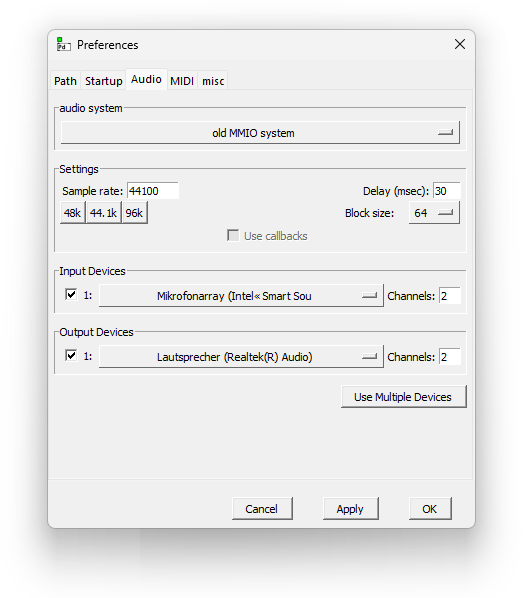 Pd
Preferences
Path Startup Audio MIDI misc
audio system
old MMIO system
Settings
Sample rate: 44100 Delay (msec): 30
48k 44.1k 96k Block size: 64
Use callbacks
Input Devices
1: Mikrofonarray (Intel« Smart Sou Channels: 2
Output Devices
1: Lautsprecher (Realtek(R) Audio) Channels: 2
Use Multiple Devices
Cancel Apply OK